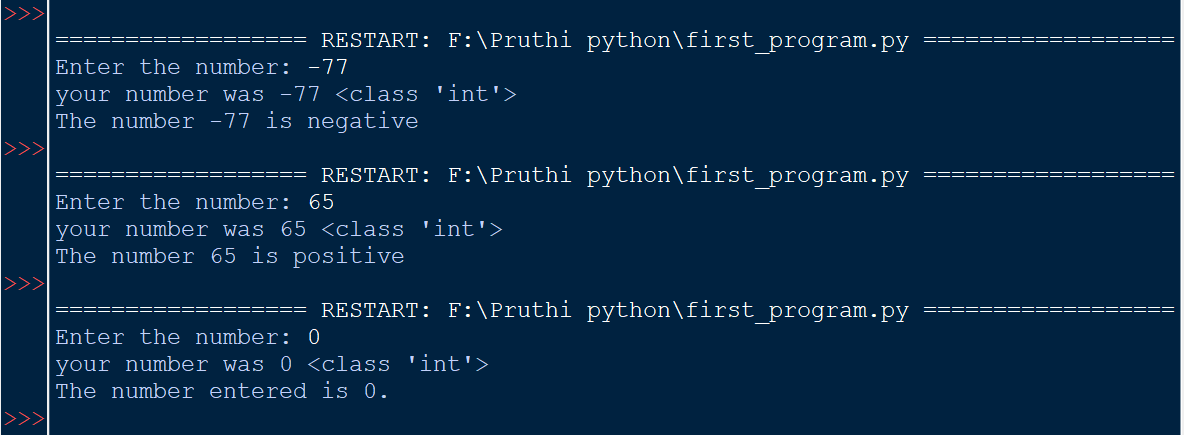 >>>
================== RESTART: F:\Pruthi python\first_program.py ==================
Enter the number: -77
your number was -77 <class 'int'>
The number -77 is negative
>>>
================== RESTART: F:\Pruthi python\first_program.py ==================
Enter the number: 65
your number was 65 <class 'int'>
The number 65 is positive
>>>
================== RESTART: F:\Pruthi python\first_program.py ==================
Enter the number: 0
your number was 0 <class 'int'>
The number entered is 0.
>>>